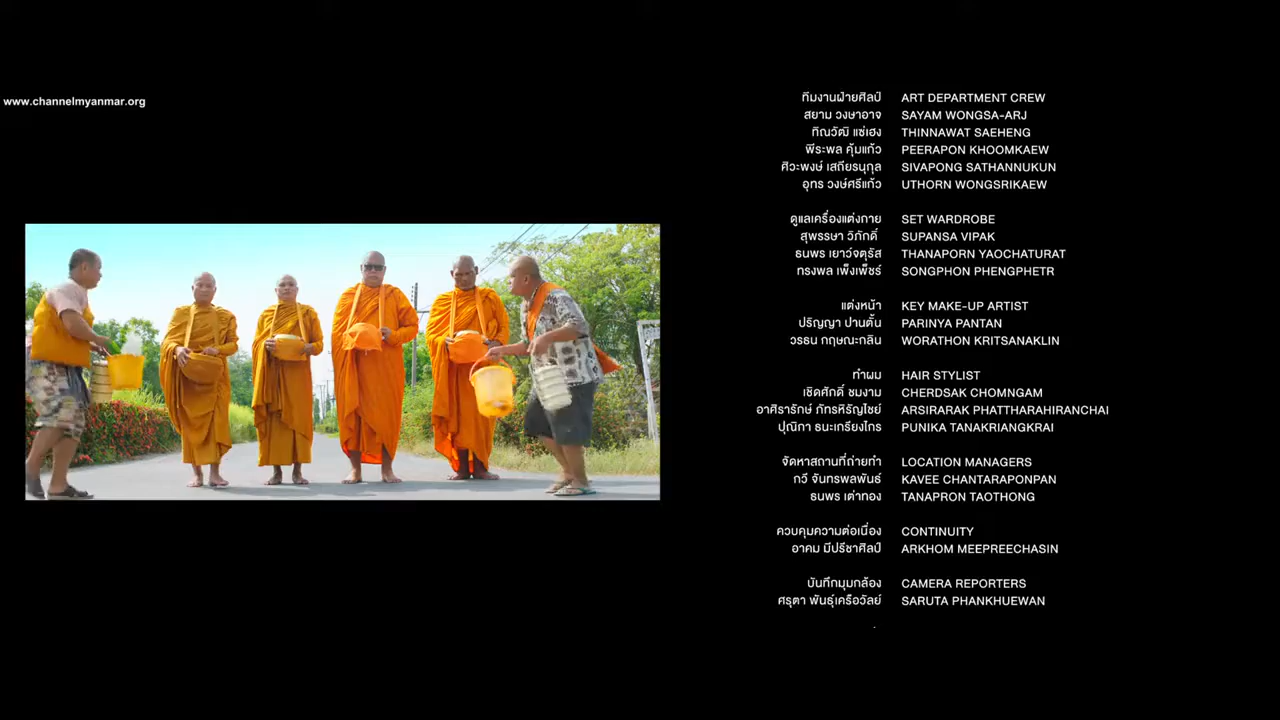 www.channelmyanmar.org
ทีมงานฝ่ายศิลป์ ART DEPARTMENT CREW
สยาม วงษาอาจ SAYAM WONGSA-ARJ
ทิณวัฒิ แซ่เฮง THINNAWAT SAEHENG
พีระพล คุ้มแก้ว PEERAPON KHOOMKAEW
ศิวะพงษ์ เสถียรนุกุล SIVAPONG SATHANNUKUN
อุทร วงษ์ศรีแก้ว UTHORN WONGSRIKAEW
ดูแลเครื่องแต่งกาย SET WARDROBE
สุพรรษา วิภักดิ์ SUPANSA VIPAK
ธนพร เยาว์จตุรัส THANAPORN YAOCHATURAT
ทรงพล เพ็งเพ็ชร์ SONGPHON PHENGPHETR
แต่งหน้า KEY MAKE-UP ARTIST
ปริญญา ปานตั้น PARINYA PANTAN
วรธน กฤษณะกลิน WORATHON KRITSANAKLIN
ทำผม HAIR STYLIST
เชิดศักดิ์ ชมงาม CHERDSAK CHOMNGAM
อาศิรารักษ์ ภัทรหิรัญไชย์ ARSIRARAK PHATTHARAHIRANCHAI
ปุณิกา ธนะเกรียงไกร PUNIKA TANAKRIANGKRAI
จัดหาสถานที่ถ่ายทำ LOCATION MANAGERS
กวี จันทรพลพันธ์ KAVEE CHANTARAPONPAN
ธนพร เต่าทอง TANAPRON TAOTHONG
ควบคุมความต่อเนื่อง CONTINUITY
อาคม มีปรีชาศิลป์ ARKHOM MEEPREECHASIN
บันทึกมุมกล้อง CAMERA REPORTERS
ศรุตา พันธุ์เครือวัลย์ SARUTA PHANKHUEWAN